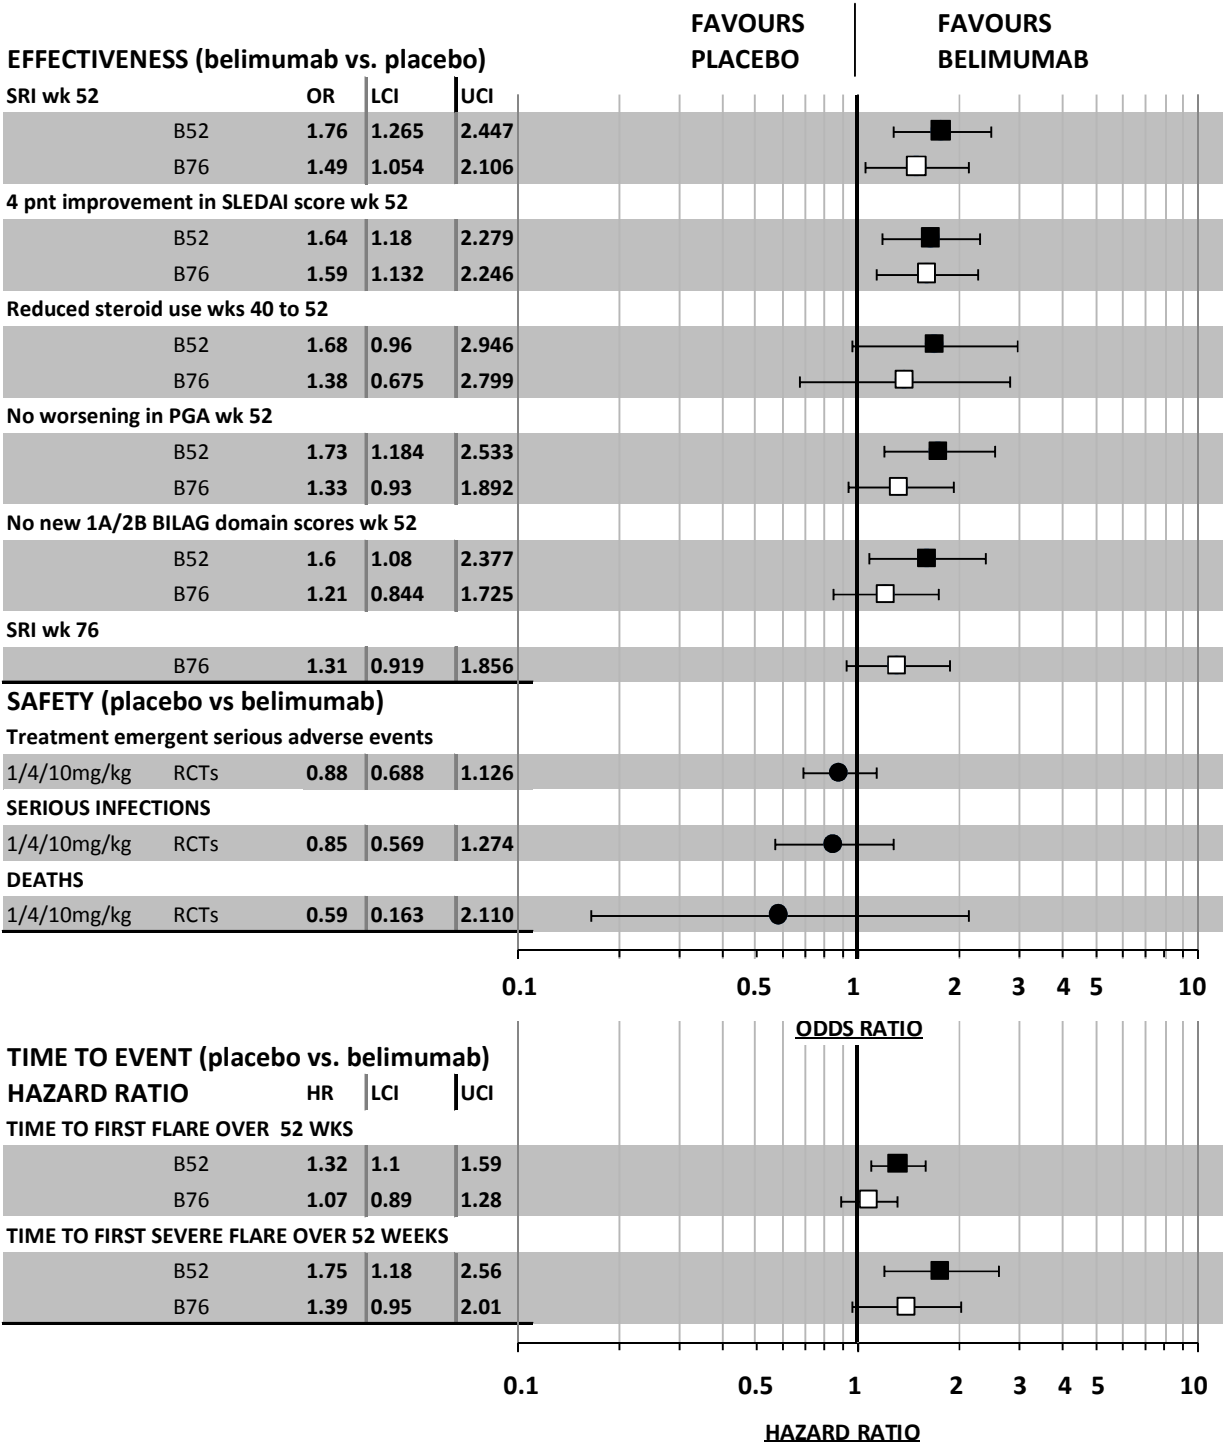 FAVOURS FAVOURS
EFFECTIVENESS (belimumab vs. placebo) PLACEBO BELIMUMAB
SRI wk 52 OR LCI UCI
B52 1.76 1.265 2.447
B76 1.49 1.054 2.106
4 pnt improvement in SLEDAI score wk 52
B52 1.64 1.18 2.279
B76 1.59 1.132 2.246
Reduced steroid use wks 40 to 52
B52 1.68 0.96 2.946
B76 1.38 0.675 2.799
No worsening in PGA wk 52
B52 1.73 1.184 2.533
B76 1.33 0.93 1.892
No new 1A/2B BILAG domain scores wk 52
B52 1.6 1.08 2.377
B76 1.21 0.844 1.725
SRI wk 76
B76 1.31 0.919 1.856
SAFETY (placebo vs belimumab)
Treatment emergent serious adverse events
1/4/10mg/kg RCTs 0.88 0.688 1.126
SERIOUS INFECTIONS
1/4/10mg/kg RCTs 0.85 0.569 1.274
DEATHS
1/4/10mg/kg RCTs 0.59 0.163 2.110
0.1 0.5 1 2 3 4 5 10
ODDS RATIO
TIME TO EVENT (placebo vs. belimumab)
HAZARD RATIO HR LCI UCI
TIME TO FIRST FLARE OVER 52 WKS
B52 1.32 1.1 1.59
B76 1.07 0.89 1.28
TIME TO FIRST SEVERE FLARE OVER 52 WEEKS
B52 1.75 1.18 2.56
B76 1.39 0.95 2.01
0.1 0.5 1 2 3 4 5 10
HAZARD RATIO